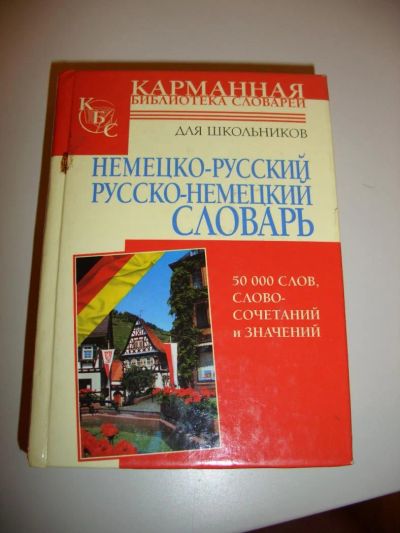 КАРМАННАЯ
БИБЛИОТЕКА СЛОВАРЕЙ
КБС
ДЛЯ ШКОЛЬНИКОВ
НЕМЕЦКО-РУССКИЙ
РУССКО-НЕМЕЦКИЙ
СЛОВАРЬ
50 000 СЛОВ,
СЛОВО-
СОЧЕТАНИЙ
и ЗНАЧЕНИЙ